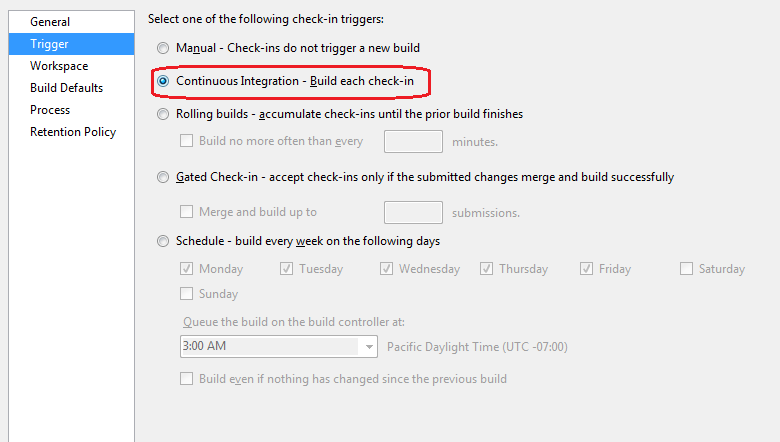 General
Trigger
Workspace
Build Defaults
Process
Retention Policy
Select one of the following check-in triggers:
Manual - Check-ins do not trigger a new build
Continuous Integration - Build each check-in
Rolling builds - accumulate check-ins until the prior build finishes
Build no more often than every minutes.
Gated Check-in - accept check-ins only if the submitted changes merge and build successfully
Merge and build up to submissions.
Schedule - build every week on the following days
Monday Tuesday Wednesday Thursday Friday Saturday
Sunday
Queue the build on the build controller at:
3:00 AM Pacific Daylight Time (UTC -07:00)
Build even if nothing has changed since the previous build